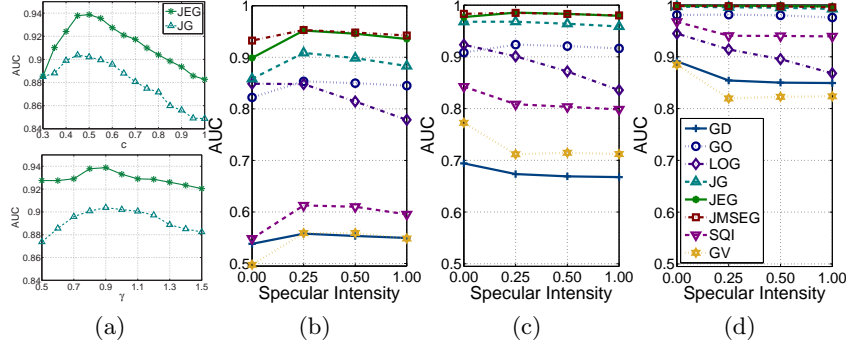 JEG
JG
AUC
0.94
0.92
0.9
0.88
0.86
0.84
0.3 0.4 0.5 0.6 0.7 0.8 0.9 1
c
AUC
0.94
0.92
0.9
0.88
0.86
0.84
0.5 0.7 0.9 1.1 1.3 1.5
γ
(a)
AUC
1
0.9
0.8
0.7
0.6
0.5
0.00 0.25 0.50 1.00
Specular Intensity
(b)
AUC
1
0.9
0.8
0.7
0.6
0.5
0.00 0.25 0.50 1.00
Specular Intensity
(c)
AUC
1
0.9
0.8
0.7
0.6
0.5
GD
GO
LOG
JG
JEG
JMSEG
SQI
GV
0.00 0.25 0.50 1.00
Specular Intensity
(d)